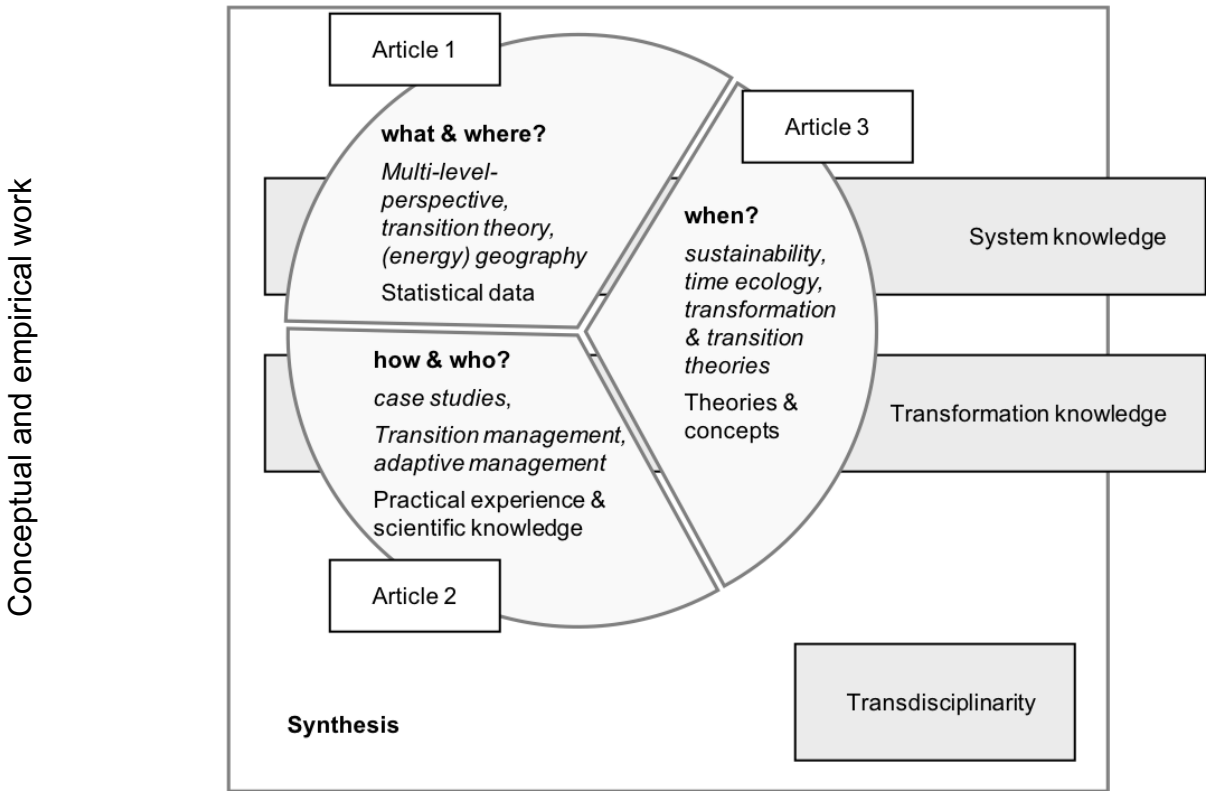 Conceptual and empirical work
Article 1
what & where?
Multi-level-
perspective,
transition theory,
(energy) geography
Statistical data
Article 3
when?
sustainability,
time ecology,
transformation
& transition
theories
Theories &
concepts
System knowledge
Transformation knowledge
how & who?
case studies,
Transition management,
adaptive management
Practical experience &
scientific knowledge
Article 2
Transdisciplinarity
Synthesis